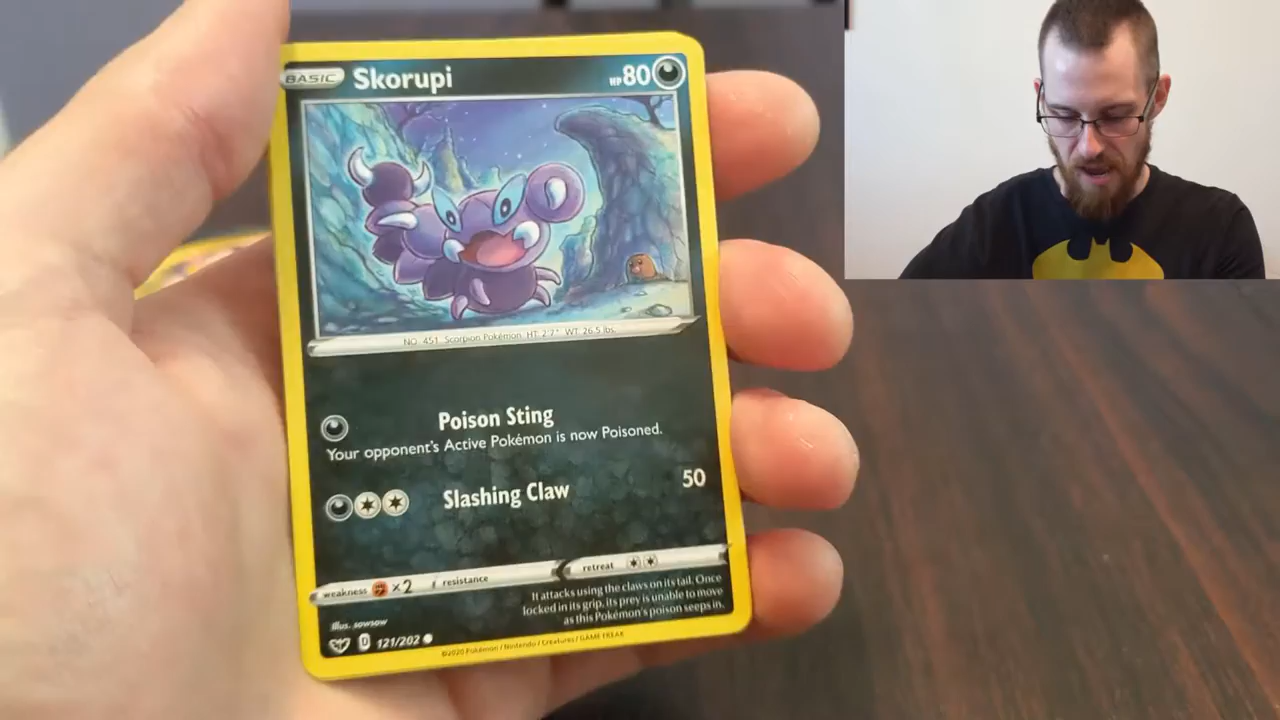 BASIC Skorupi HP 80
NO. 451 Scorpion Pokémon HT: 2'7" WT: 26.5 lbs.
Poison Sting
Your opponent's Active Pokémon is now Poisoned.
Slashing Claw 50
weakness ×2 resistance retreat
It attacks using the claws on its tail. Once
locked in its grip, its prey is unable to move
as this Pokémon's poison seeps in.
Illus. sowsow
D 121/202
©2020 Pokémon / Nintendo / Creatures / GAME FREAK